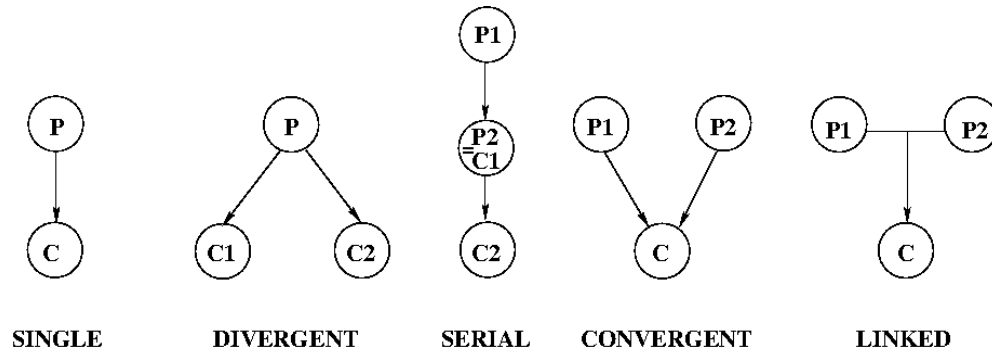 P1
P
P
P2
=
C1
P1
P2
P1
P2
C
C1
C2
C2
C
C
SINGLE DIVERGENT SERIAL CONVERGENT LINKED